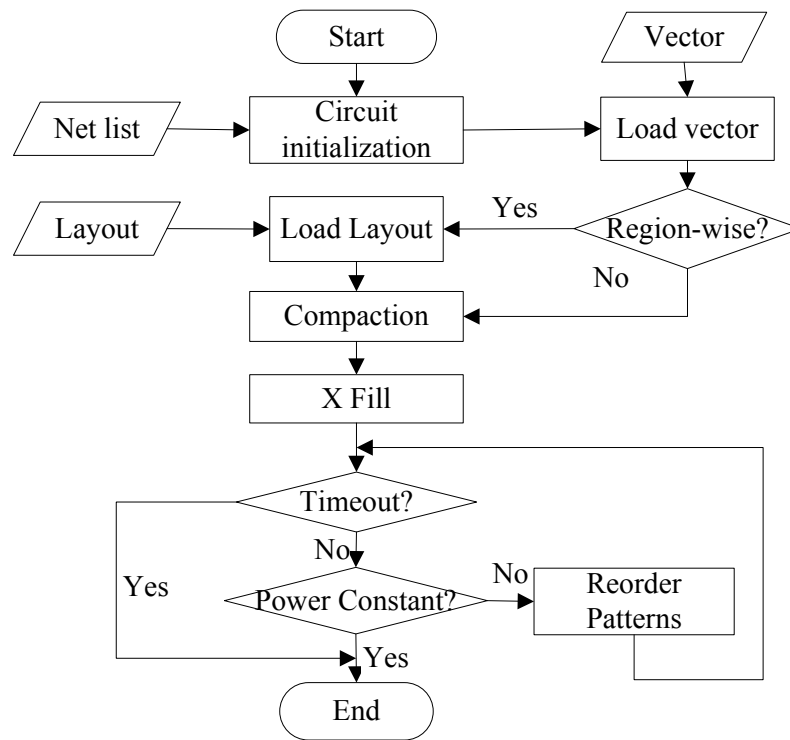 Start
Vector
Net list
Circuit
initialization
Load vector
Layout
Load Layout
Yes
Region-wise?
No
Compaction
X Fill
Timeout?
No
Yes
Power Constant?
No
Reorder
Patterns
Yes
End